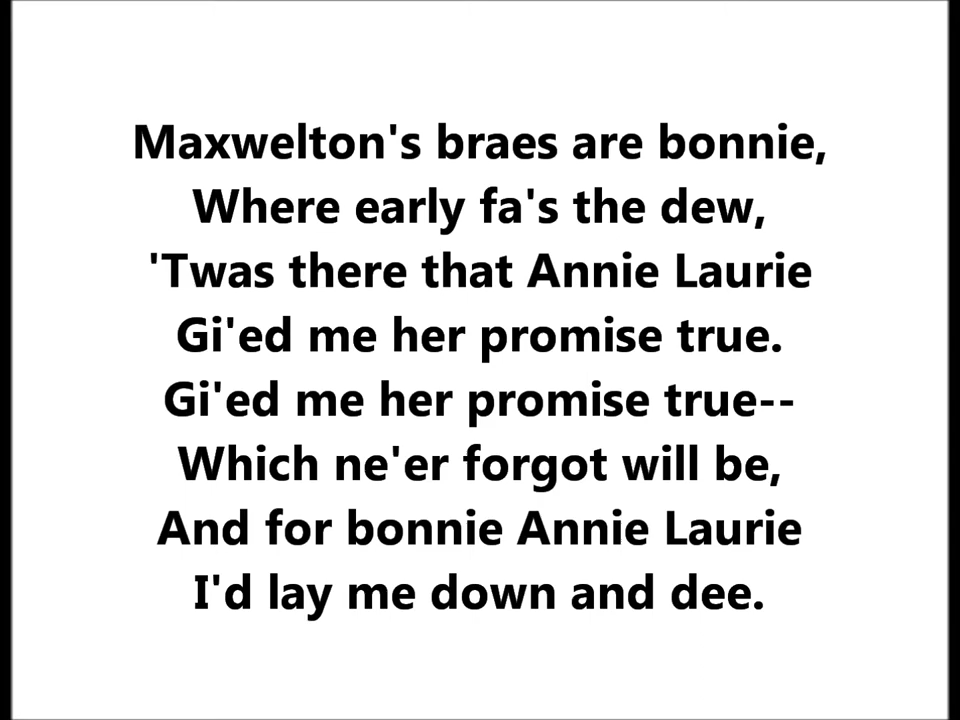 Maxwelton's braes are bonnie,
Where early fa's the dew,
'Twas there that Annie Laurie
Gi'ed me her promise true.
Gi'ed me her promise true--
Which ne'er forgot will be,
And for bonnie Annie Laurie
I'd lay me down and dee.